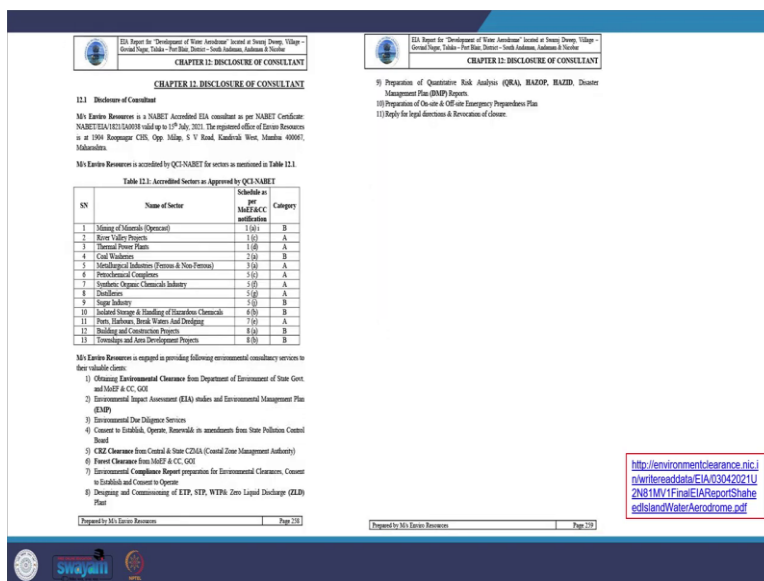 EIA Report for "Development of Water Aerodrome" located at Swaraj Dweep, Village –
Govind Nagar, Taluka – Port Blair, District – South Andaman, Andaman & Nicobar
CHAPTER 12: DISCLOSURE OF CONSULTANT
CHAPTER 12. DISCLOSURE OF CONSULTANT
12.1 Disclosure of Consultant
M/s Enviro Resources is a NABET Accredited EIA consultant as per NABET Certificate:
NABET/EIA/1821/IA0038 valid up to 15th July, 2021. The registered office of Enviro Resources
is at 1904 Roopnagar CHS, Opp. Milap, S V Road, Kandivali West, Mumbai 400067,
Maharashtra.
M/s Enviro Resources is accredited by QCI-NABET for sectors as mentioned in Table 12.1.
Table 12.1: Accredited Sectors as Approved by QCI-NABET
SN Name of Sector Schedule as per MoEF&CC notification Category
1 Mining of Minerals (Opencast) 1 (a) i B
2 River Valley Projects 1 (c) A
3 Thermal Power Plants 1 (d) A
4 Coal Washeries 2 (a) B
5 Metallurgical Industries (Ferrous & Non-Ferrous) 3 (a) A
6 Petrochemical Complexes 5 (c) A
7 Synthetic Organic Chemicals Industry 5 (f) A
8 Distilleries 5 (g) A
9 Sugar Industry 5 (j) B
10 Isolated Storage & Handling of Hazardous Chemicals 6 (b) B
11 Ports, Harbours, Break Waters And Dredging 7 (e) A
12 Building and Construction Projects 8 (a) B
13 Townships and Area Development Projects 8 (b) B
M/s Enviro Resources is engaged in providing following environmental consultancy services to
their valuable clients:
1) Obtaining Environmental Clearance from Department of Environment of State Govt.
and MoEF & CC, GOI
2) Environmental Impact Assessment (EIA) studies and Environmental Management Plan
(EMP)
3) Environmental Due Diligence Services
4) Consent to Establish, Operate, Renewal& its amendments from State Pollution Control
Board
5) CRZ Clearance from Central & State CZMA (Coastal Zone Management Authority)
6) Forest Clearance from MoEF & CC, GOI
7) Environmental Compliance Report preparation for Environmental Clearances, Consent
to Establish and Consent to Operate
8) Designing and Commissioning of ETP, STP, WTP& Zero Liquid Discharge (ZLD)
Plant
Prepared by M/s Enviro Resources Page 258
EIA Report for "Development of Water Aerodrome" located at Swaraj Dweep, Village –
Govind Nagar, Taluka – Port Blair, District – South Andaman, Andaman & Nicobar
CHAPTER 12: DISCLOSURE OF CONSULTANT
9) Preparation of Quantitative Risk Analysis (QRA), HAZOP, HAZID, Disaster
Management Plan (DMP) Reports.
10) Preparation of On-site & Off-site Emergency Preparedness Plan
11) Reply for legal directions & Revocation of closure.
Prepared by M/s Enviro Resources Page 259
http://environmentclearance.nic.i
n/writereaddata/EIA/03042021U
2N81MV1FinalEIAReportShahe
edIslandWaterAerodrome.pdf
swayam
NPTEL